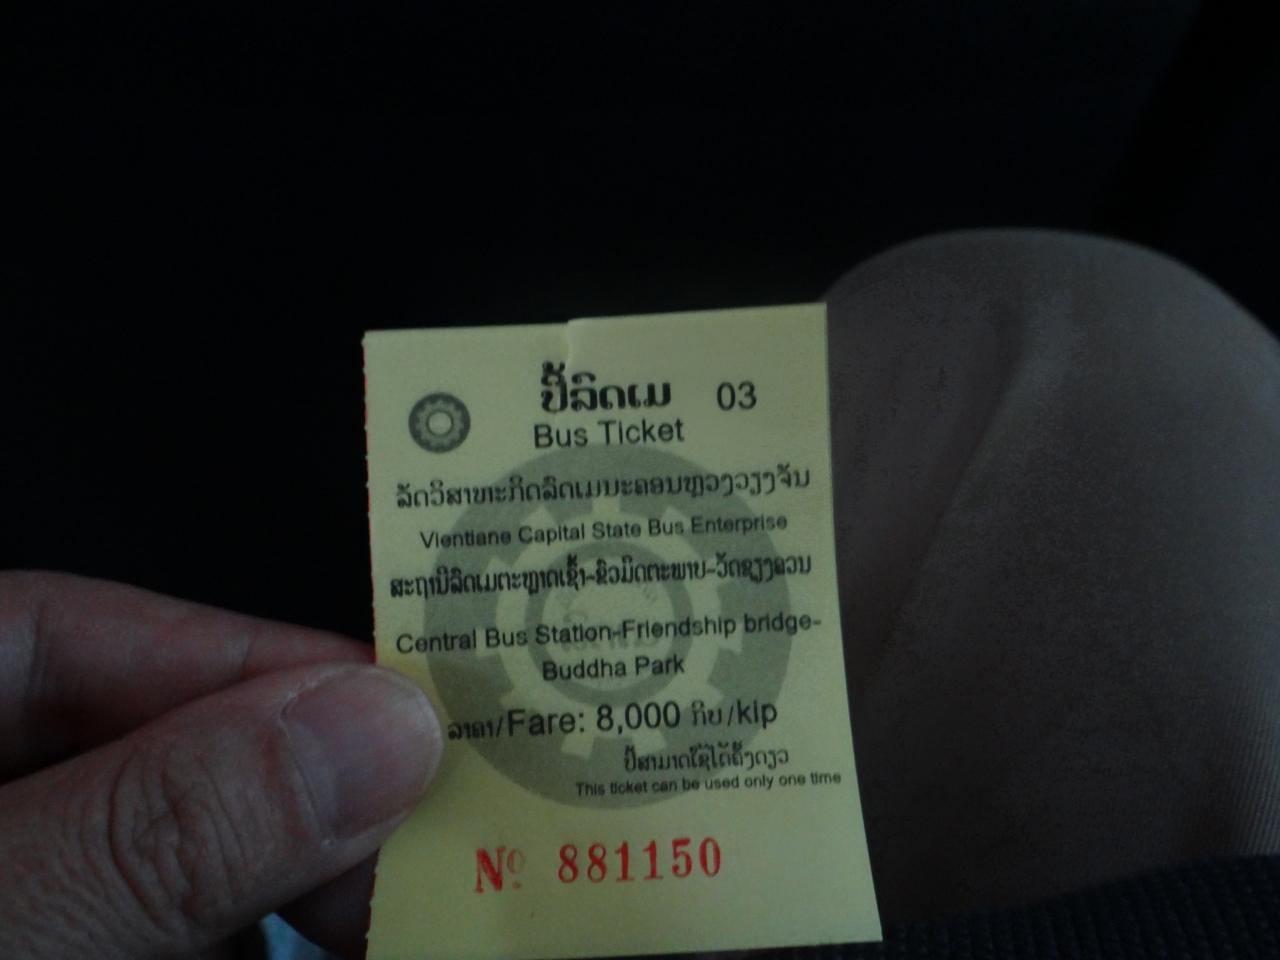 ປີ້ລົດເມ 03
Bus Ticket
ລັດວິສາຫະກິດລົດເມນະຄອນຫຼວງວຽງຈັນ
Vientiane Capital State Bus Enterprise
ສະຖານີລົດເມຕະຫຼາດເຊົ້າ-ຂົວມິດຕະພາບ-ວັດຊຽງຄວນ
Central Bus Station-Friendship bridge-
Buddha Park
ລາຄາ/Fare: 8,000 ກີບ/kip
ປີ້ສາມາດໃຊ້ໄດ້ຄັ້ງດຽວ
This ticket can be used only one time
Nº 881150